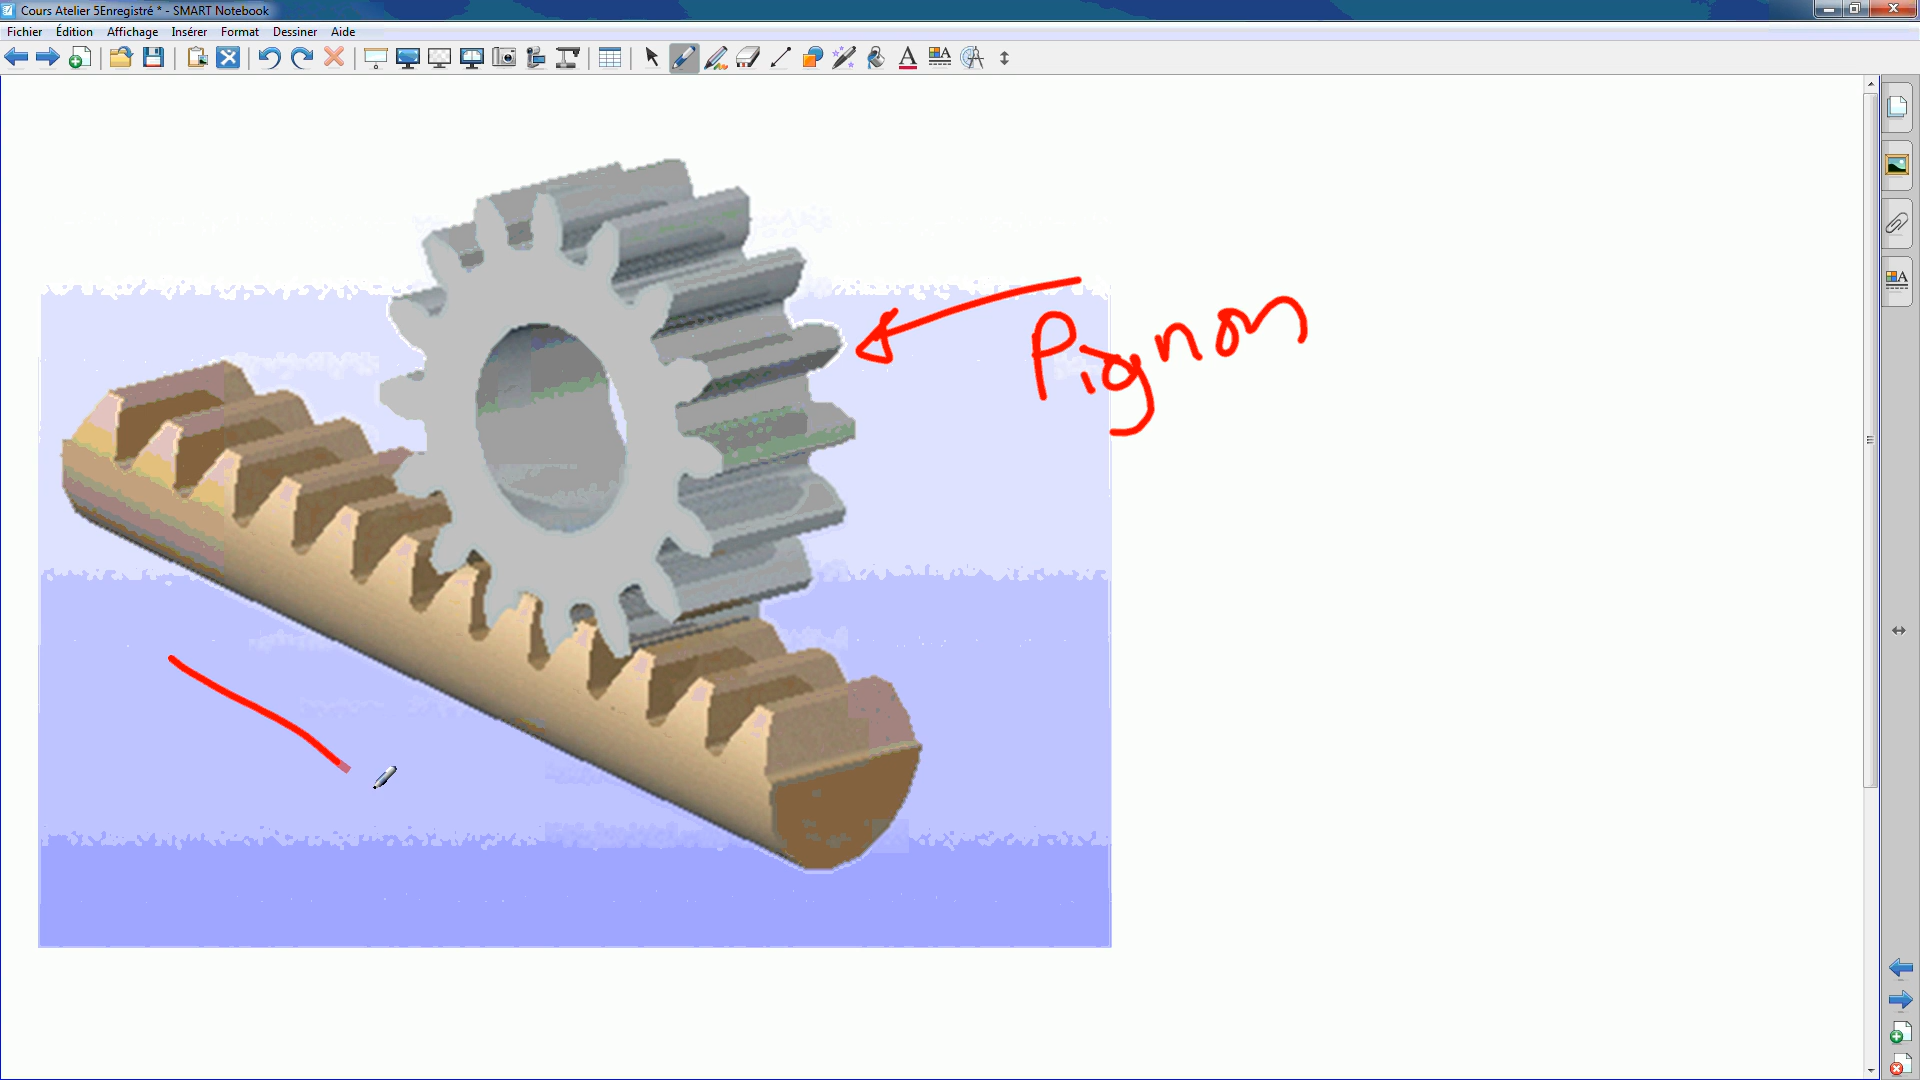 Cours Atelier 5Enregistré * - SMART Notebook
Fichier Édition Affichage Insérer Format Dessiner Aide
Pignon